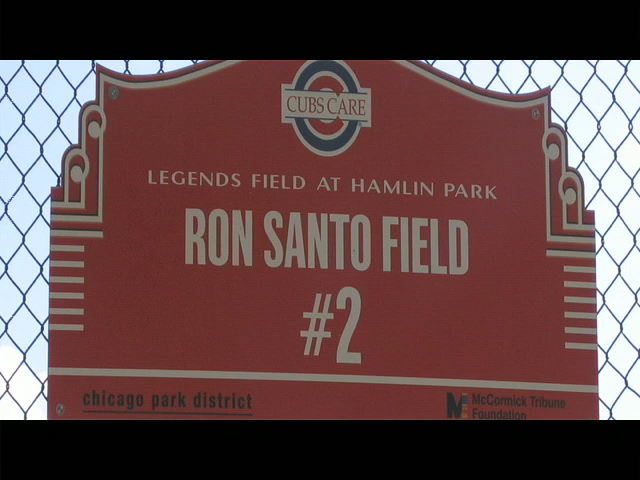 CUBS CARE
LEGENDS FIELD AT HAMLIN PARK
RON SANTO FIELD
#2
chicago park district
McCormick Tribune
Foundation